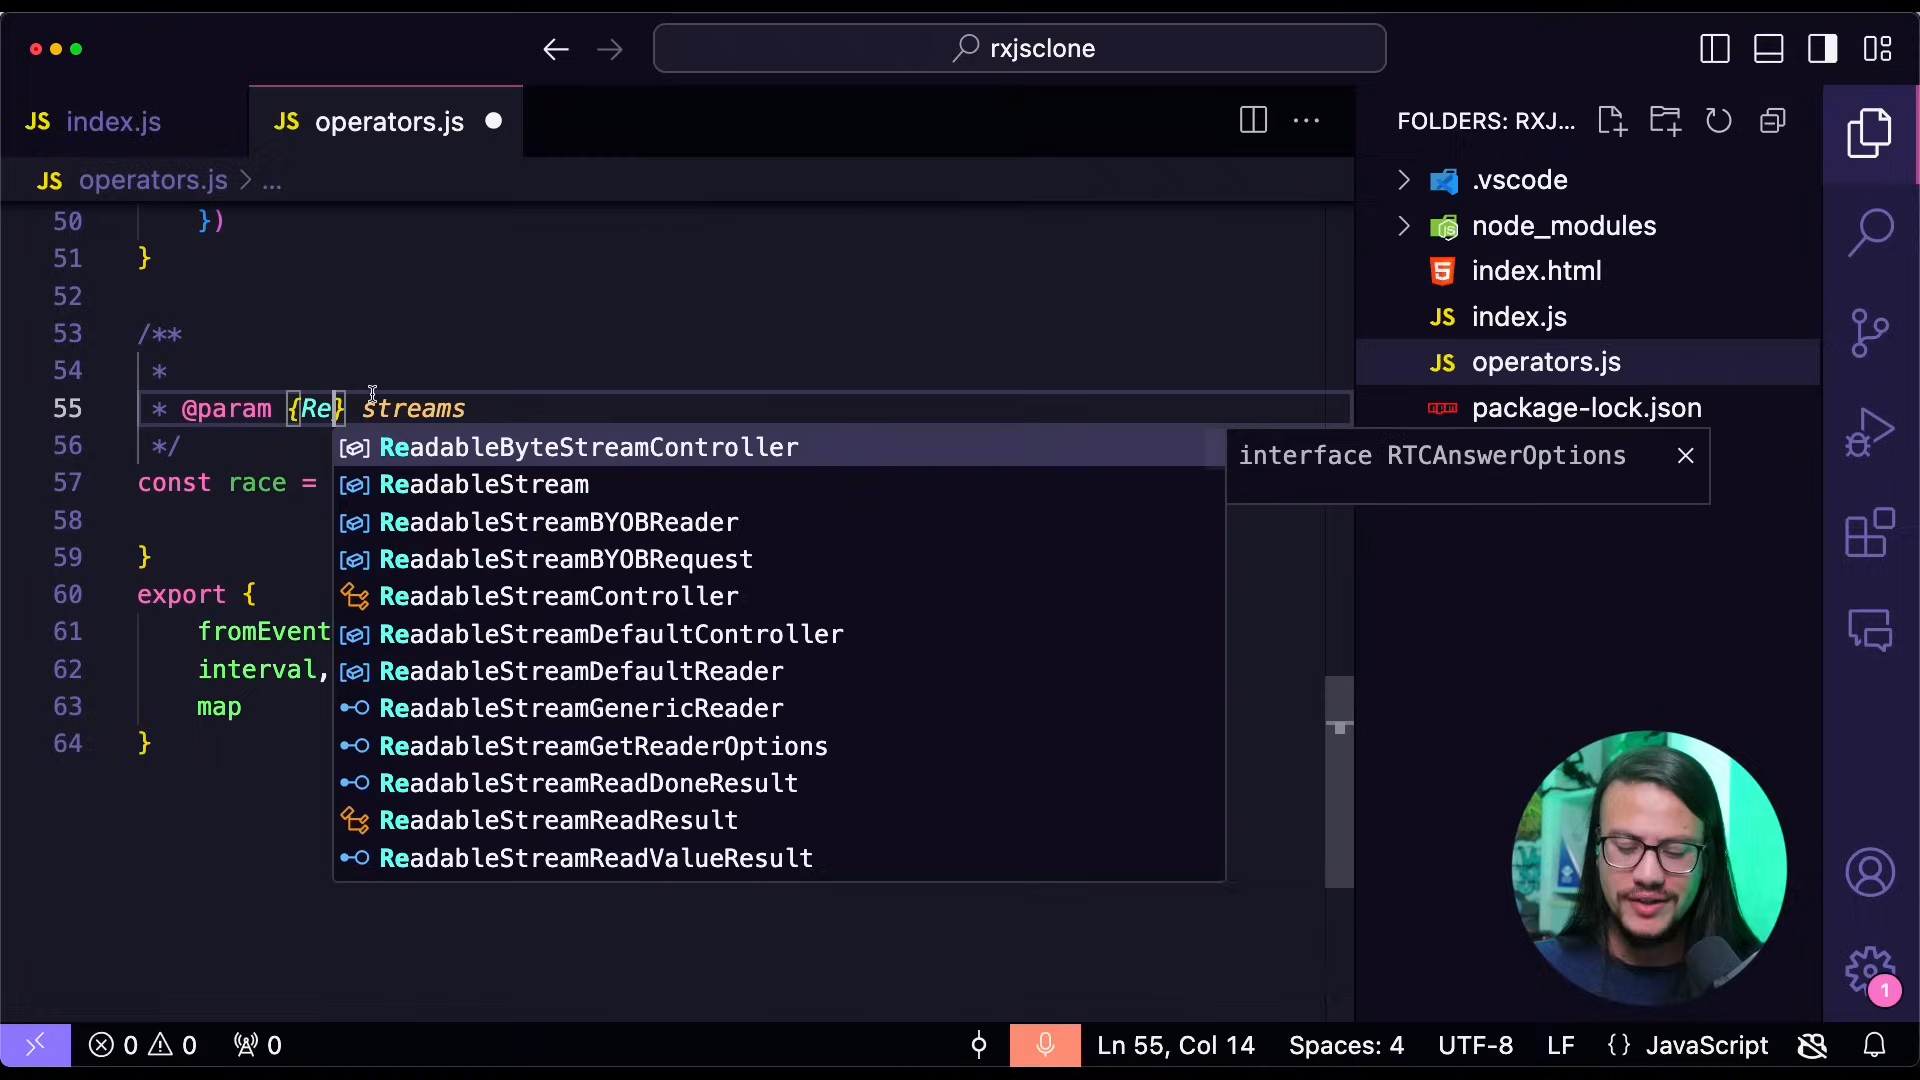 rxjsclone
JS index.js
JS operators.js
FOLDERS: RXJ...
JS operators.js > ...
.vscode
node_modules
index.html
JS index.js
JS operators.js
package-lock.json
50 })
51 }
52
53 /**
54 *
55 * @param {Re} streams
56 */
57 const race =
58
59 }
60 export {
61 fromEvent
62 interval,
63 map
64 }
ReadableByteStreamController
ReadableStream
ReadableStreamBYOBReader
ReadableStreamBYOBRequest
ReadableStreamController
ReadableStreamDefaultController
ReadableStreamDefaultReader
ReadableStreamGenericReader
ReadableStreamGetReaderOptions
ReadableStreamReadDoneResult
ReadableStreamReadResult
ReadableStreamReadValueResult
interface RTCAnswerOptions
1
0 0 0 Ln 55, Col 14 Spaces: 4 UTF-8 LF {} JavaScript